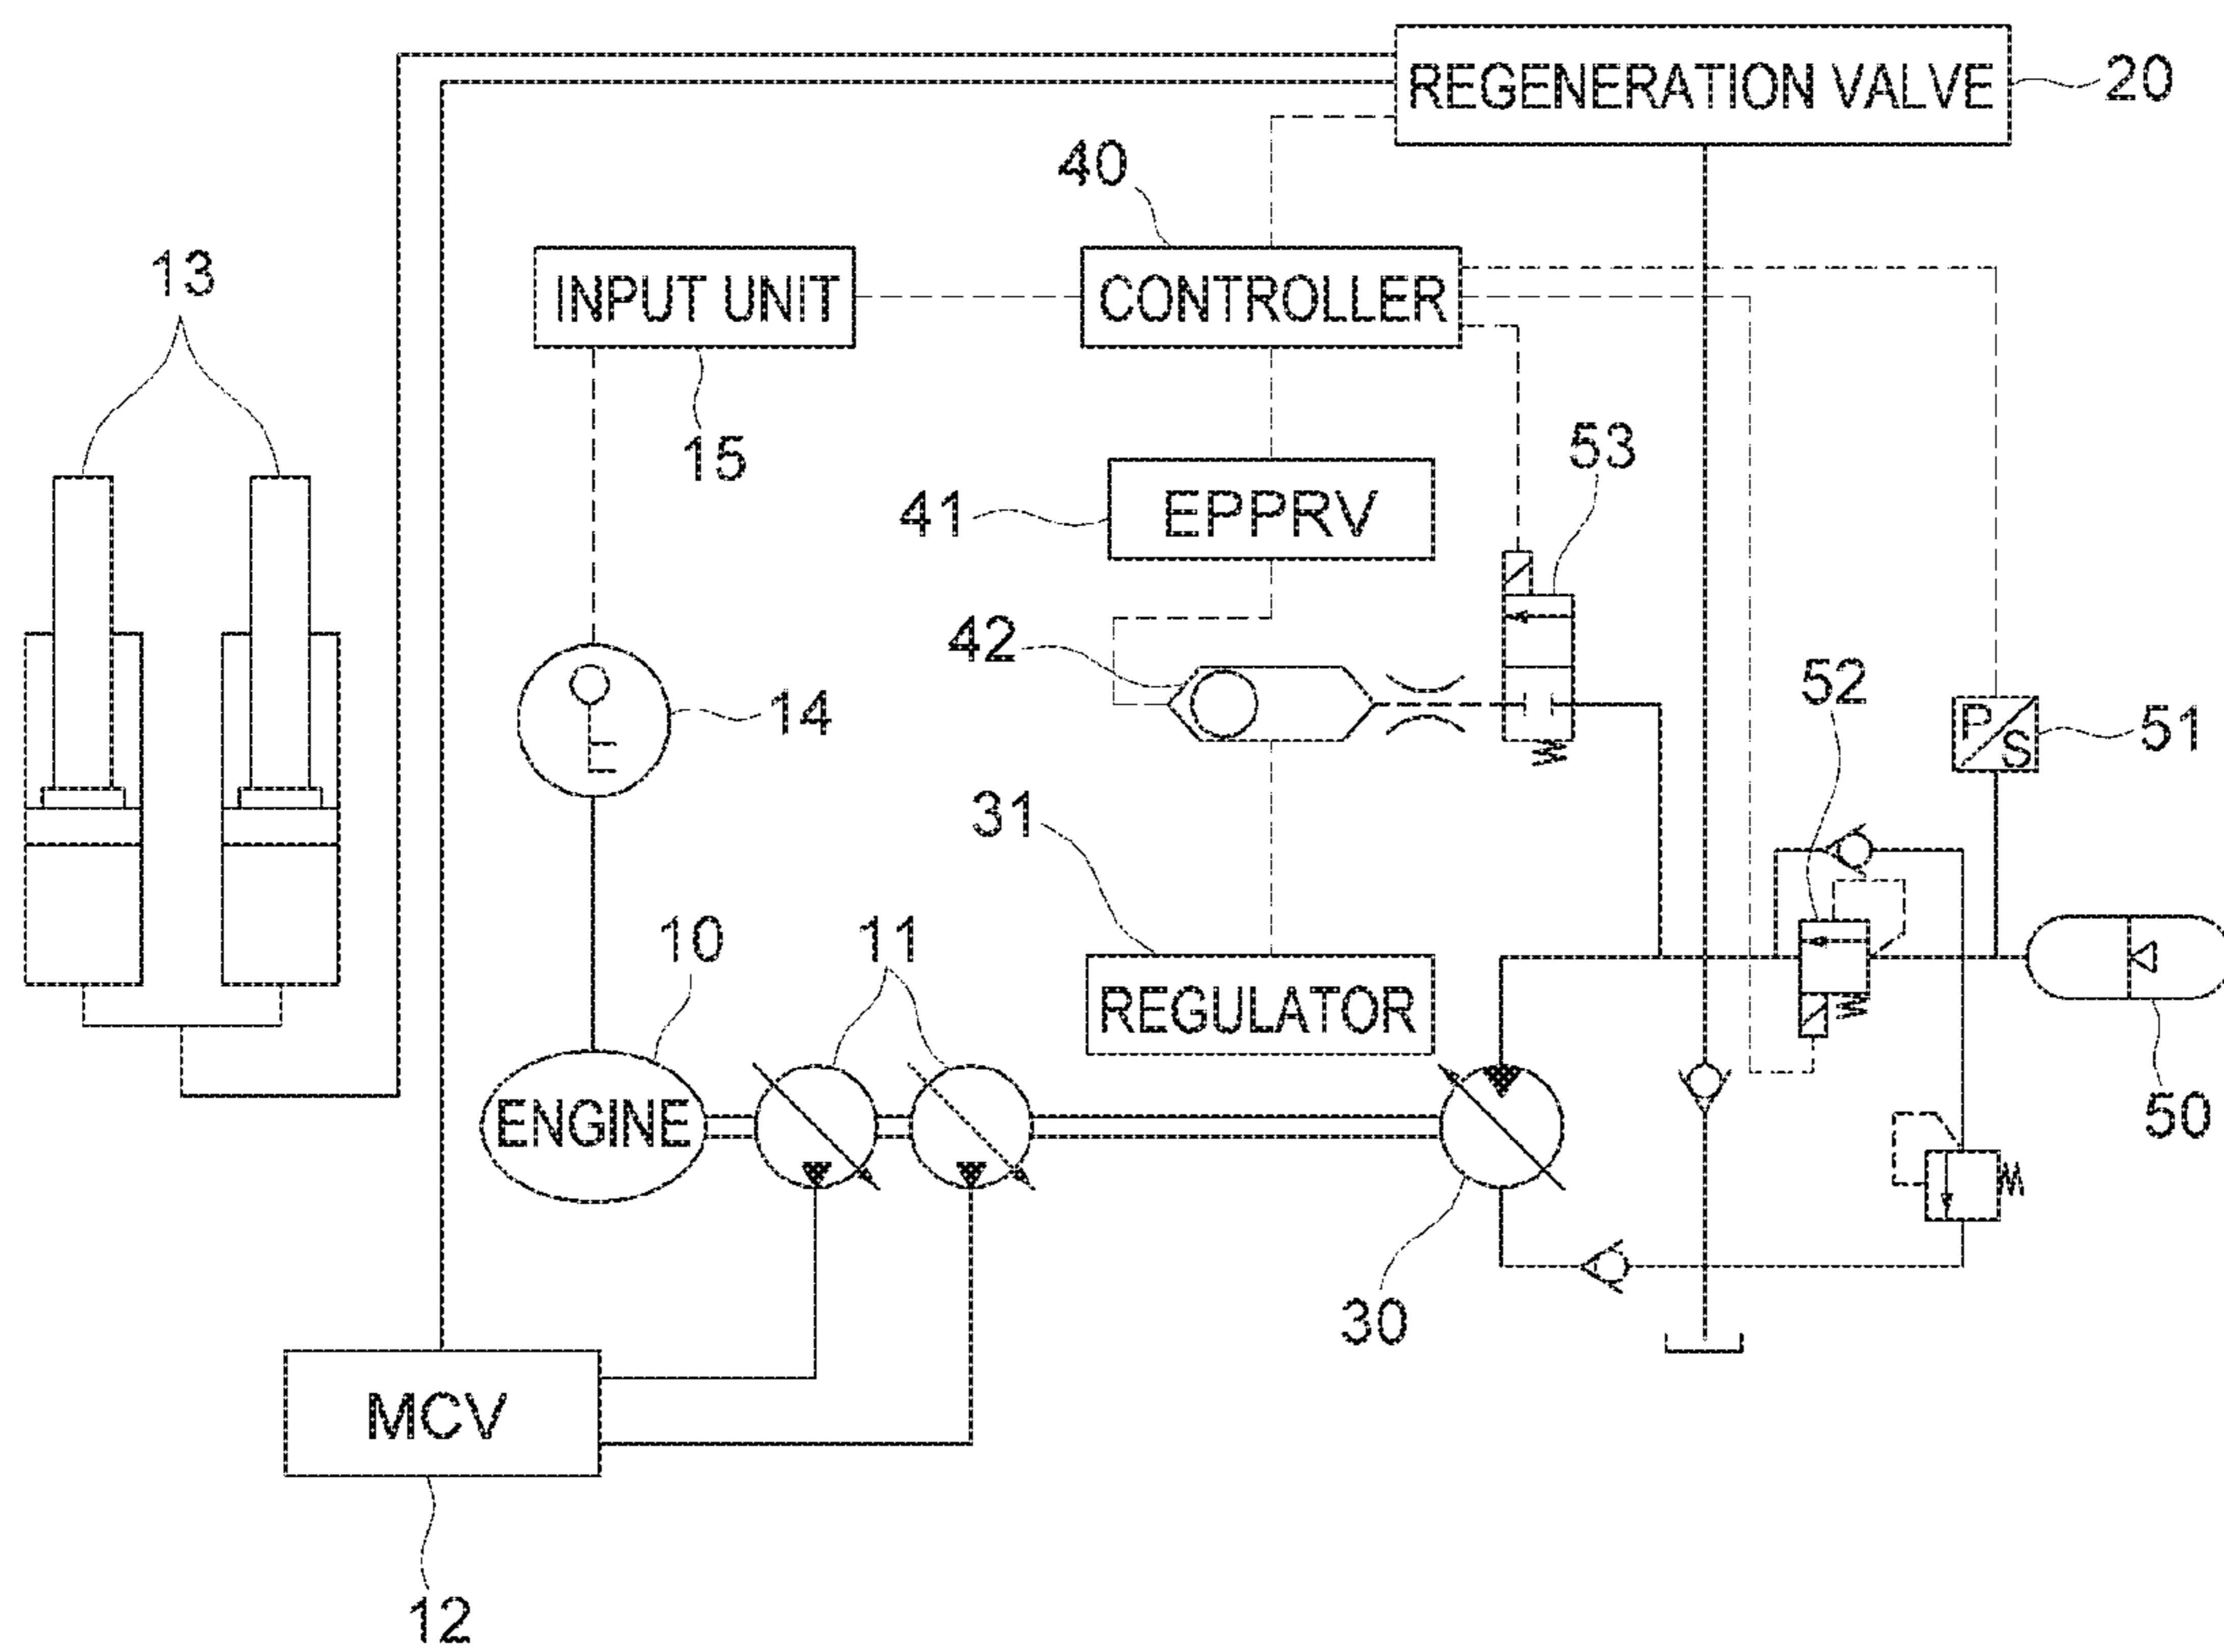 REGENERATION VALVE
20
40
13
INPUT UNIT
CONTROLLER
15
53
41
EPPRV
42
52
14
P/S
51
31
10
11
REGULATOR
ENGINE
50
30
MCV
12